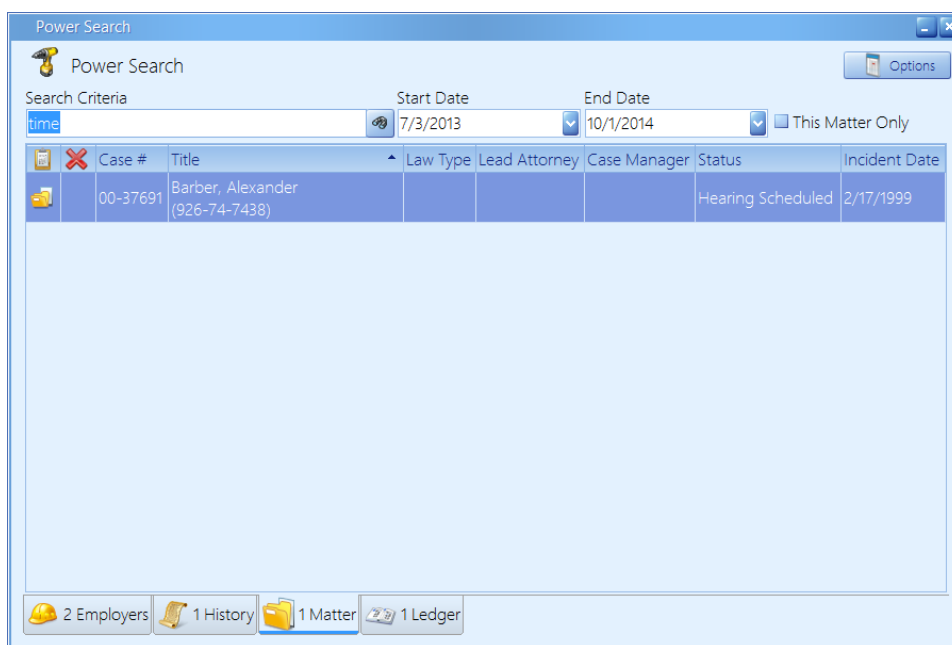 Power Search
Power Search
Options
Search Criteria Start Date End Date
time 7/3/2013 10/1/2014 This Matter Only
Case # Title Law Type Lead Attorney Case Manager Status Incident Date
00-37691 Barber, Alexander Hearing Scheduled 2/17/1999
(926-74-7438)
2 Employers 1 History 1 Matter 1 Ledger